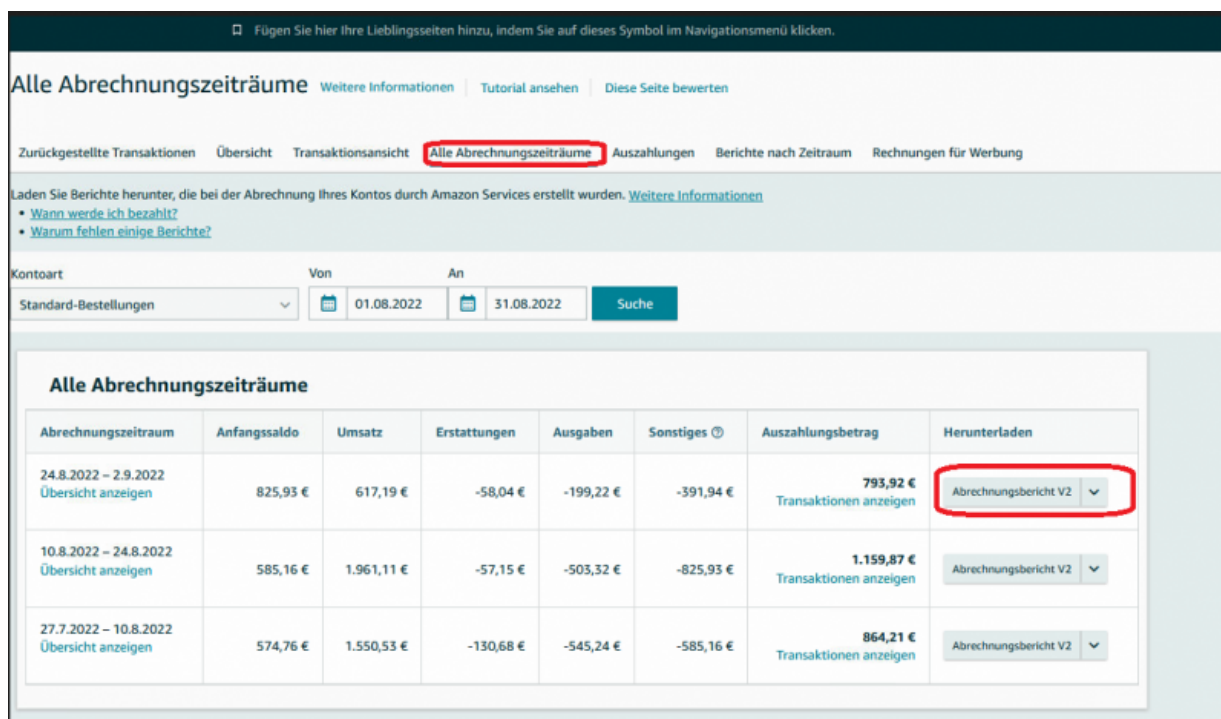 Fügen Sie hier Ihre Lieblingsseiten hinzu, indem Sie auf dieses Symbol im Navigationsmenü klicken.
Alle Abrechnungszeiträume Weitere Informationen Tutorial ansehen Diese Seite bewerten
Zurückgestellte Transaktionen Übersicht Transaktionsansicht Alle Abrechnungszeiträume Auszahlungen Berichte nach Zeitraum Rechnungen für Werbung
Laden Sie Berichte herunter, die bei der Abrechnung Ihres Kontos durch Amazon Services erstellt wurden. Weitere Informationen
• Wann werde ich bezahlt?
• Warum fehlen einige Berichte?
Kontoart Von An
Standard-Bestellungen 01.08.2022 31.08.2022 Suche
Alle Abrechnungszeiträume
Abrechnungszeitraum Anfangssaldo Umsatz Erstattungen Ausgaben Sonstiges Auszahlungsbetrag Herunterladen
24.8.2022 – 2.9.2022 793,92 €
Übersicht anzeigen 825,93 € 617,19 € -58,04 € -199,22 € -391,94 € Transaktionen anzeigen Abrechnungsbericht V2
10.8.2022 – 24.8.2022 1.159,87 €
Übersicht anzeigen 585,16 € 1.961,11 € -57,15 € -503,32 € -825,93 € Transaktionen anzeigen Abrechnungsbericht V2
27.7.2022 – 10.8.2022 864,21 €
Übersicht anzeigen 574,76 € 1.550,53 € -130,68 € -545,24 € -585,16 € Transaktionen anzeigen Abrechnungsbericht V2